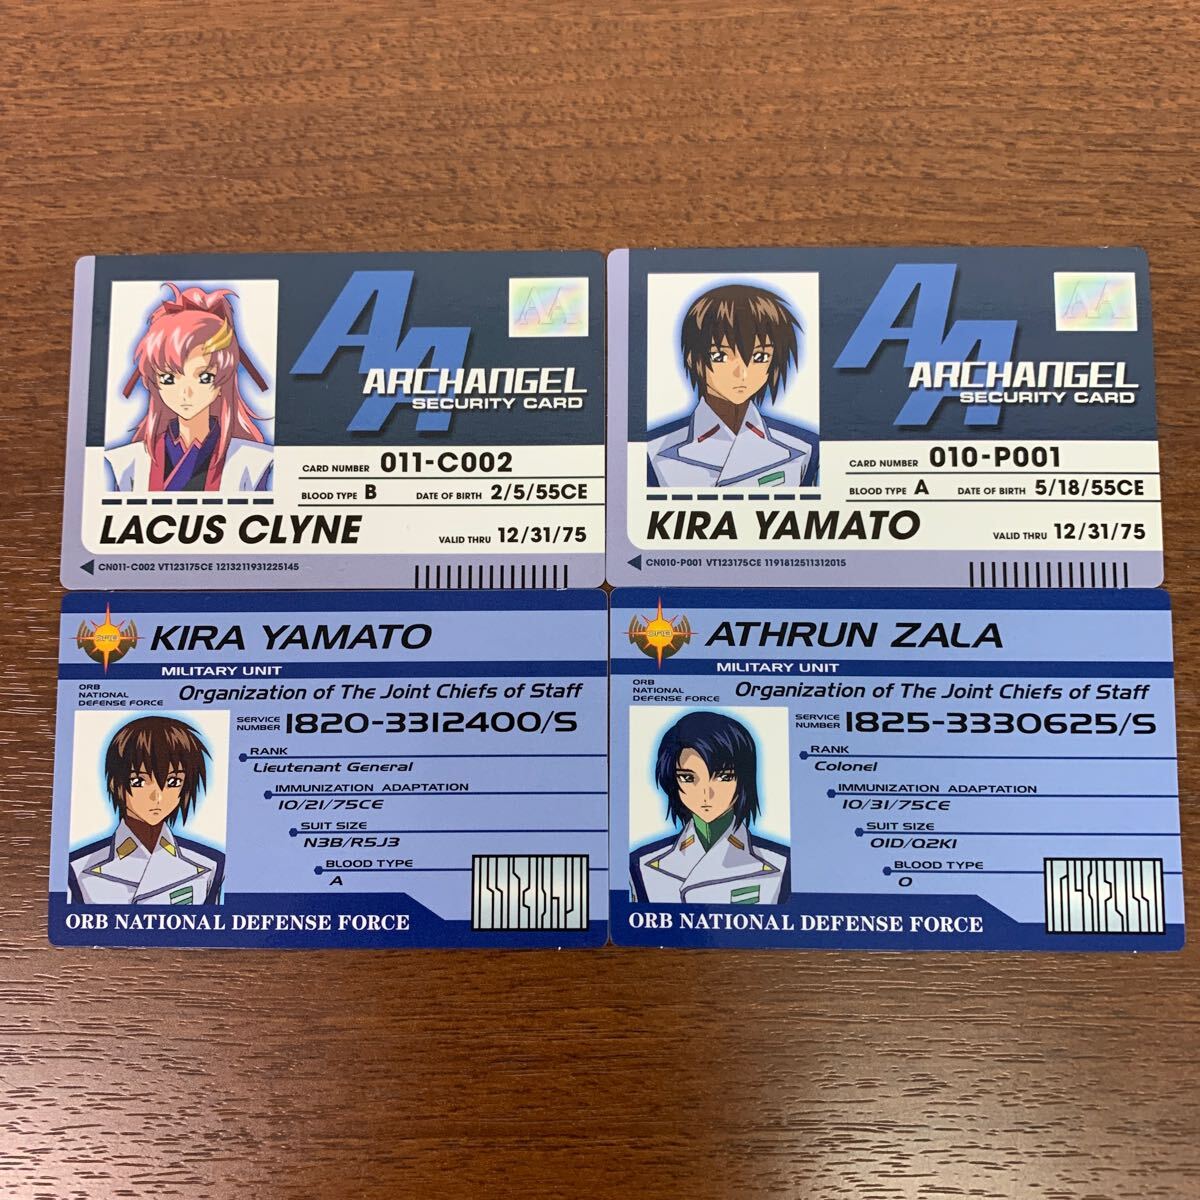 AA
AA
ARCHANGEL
SECURITY CARD
CARD NUMBER 011-C002
BLOOD TYPE B DATE OF BIRTH 2/5/55CE
LACUS CLYNE VALID THRU 12/31/75
CN011-C002 VT123175CE 1213211931225145
AA
AA
ARCHANGEL
SECURITY CARD
CARD NUMBER 010-P001
BLOOD TYPE A DATE OF BIRTH 5/18/55CE
KIRA YAMATO VALID THRU 12/31/75
CN010-P001 VT123175CE 1191812511312015
ORB KIRA YAMATO
MILITARY UNIT
ORB
NATIONAL
DEFENSE FORCE
Organization of The Joint Chiefs of Staff
SERVICE
NUMBER
1820-3312400/S
RANK
Lieutenant General
IMMUNIZATION ADAPTATION
10/21/75CE
SUIT SIZE
N3B/R5J3
BLOOD TYPE
A
ORB NATIONAL DEFENSE FORCE
ORB ATHRUN ZALA
MILITARY UNIT
ORB
NATIONAL
DEFENSE FORCE
Organization of The Joint Chiefs of Staff
SERVICE
NUMBER
1825-3330625/S
RANK
Colonel
IMMUNIZATION ADAPTATION
10/31/75CE
SUIT SIZE
01D/Q2K1
BLOOD TYPE
O
ORB NATIONAL DEFENSE FORCE